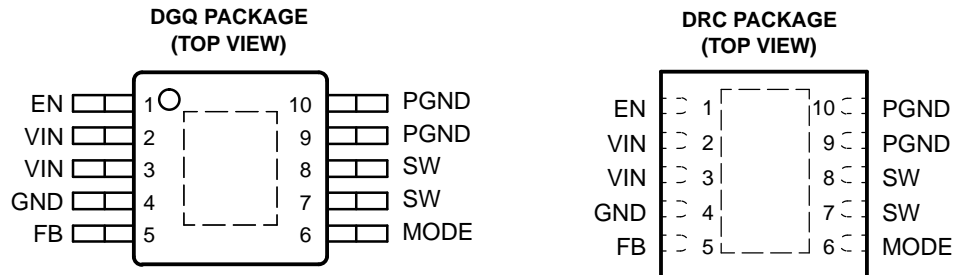 DGQ PACKAGE
(TOP VIEW)
EN 1 10 PGND
VIN 2 9 PGND
VIN 3 8 SW
GND 4 7 SW
FB 5 6 MODE
DRC PACKAGE
(TOP VIEW)
EN 1 10 PGND
VIN 2 9 PGND
VIN 3 8 SW
GND 4 7 SW
FB 5 6 MODE